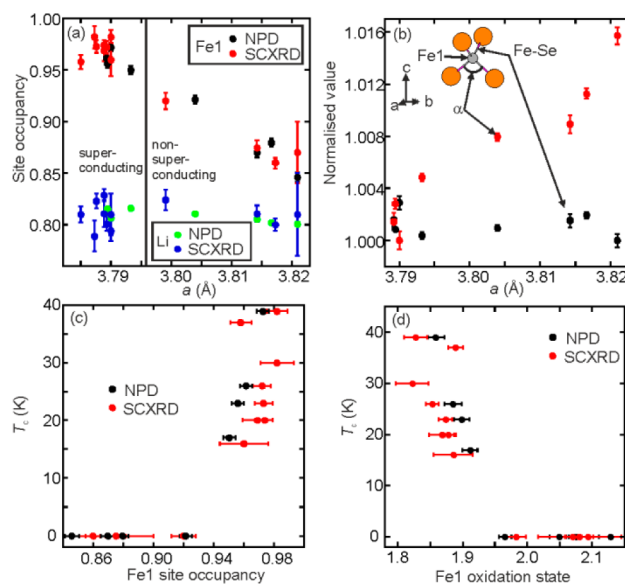 (a)
Fe1 NPD
SCXRD
1.00
0.95
0.90
0.85
0.80
Site occupancy
super-
conducting
non-
super-
conducting
Li NPD
SCXRD
3.79 3.80 3.81 3.82
a (Å)
(b)
1.016
1.012
1.008
1.004
1.000
Normalised value
Fe1
Fe-Se
c
a b
α
3.79 3.80 3.81 3.82
a (Å)
(c)
40
30
20
10
0
Tc (K)
NPD
SCXRD
0.86 0.90 0.94 0.98
Fe1 site occupancy
(d)
40
30
20
10
0
Tc (K)
NPD
SCXRD
1.8 1.9 2.0 2.1
Fe1 oxidation state